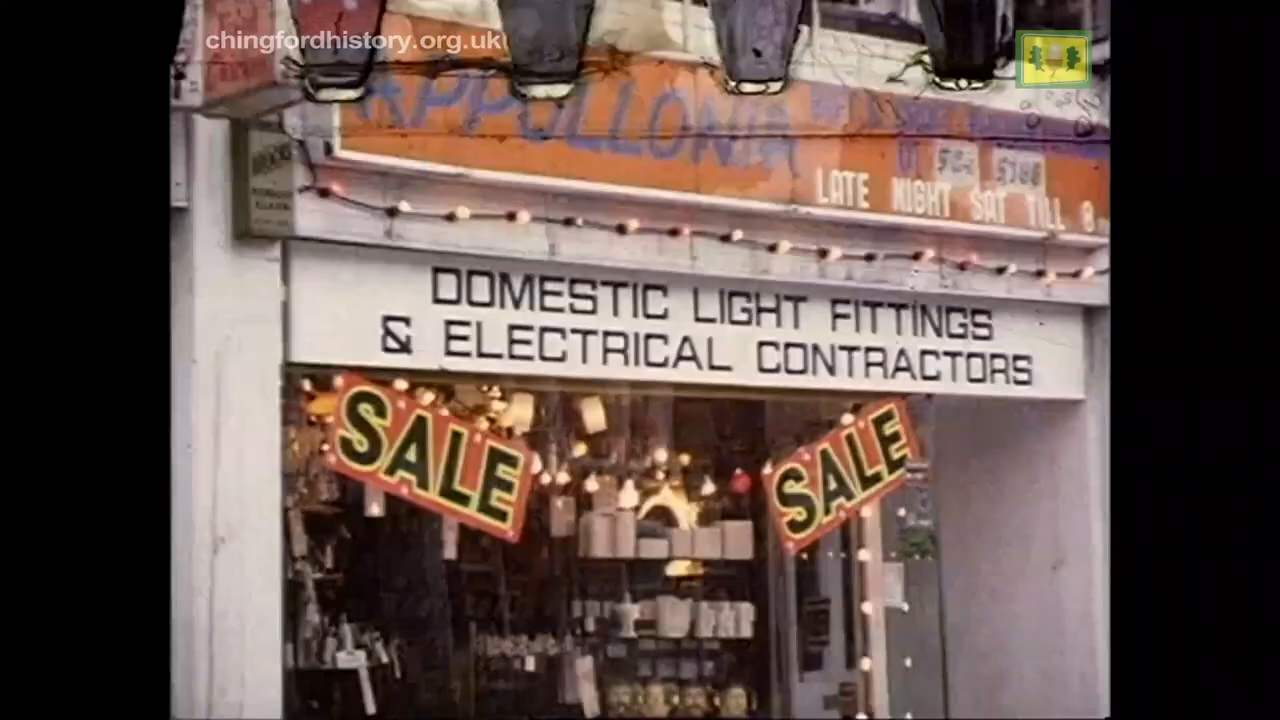 chingfordhistory.org.uk
APPOLLONIA
LATE NIGHT SAT TILL 8
DOMESTIC LIGHT FITTINGS
& ELECTRICAL CONTRACTORS
SALE
SALE